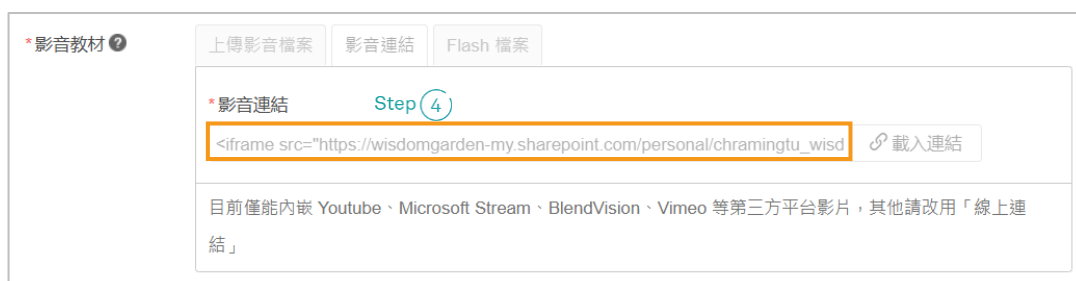 *影音教材 ?
上傳影音檔案 影音連結 Flash 檔案
*影音連結 Step 4
<iframe src="https://wisdomgarden-my.sharepoint.com/personal/chramingtu_wisd 載入連結
目前僅能內嵌 Youtube、Microsoft Stream、BlendVision、Vimeo 等第三方平台影片，其他請改用「線上連
結」